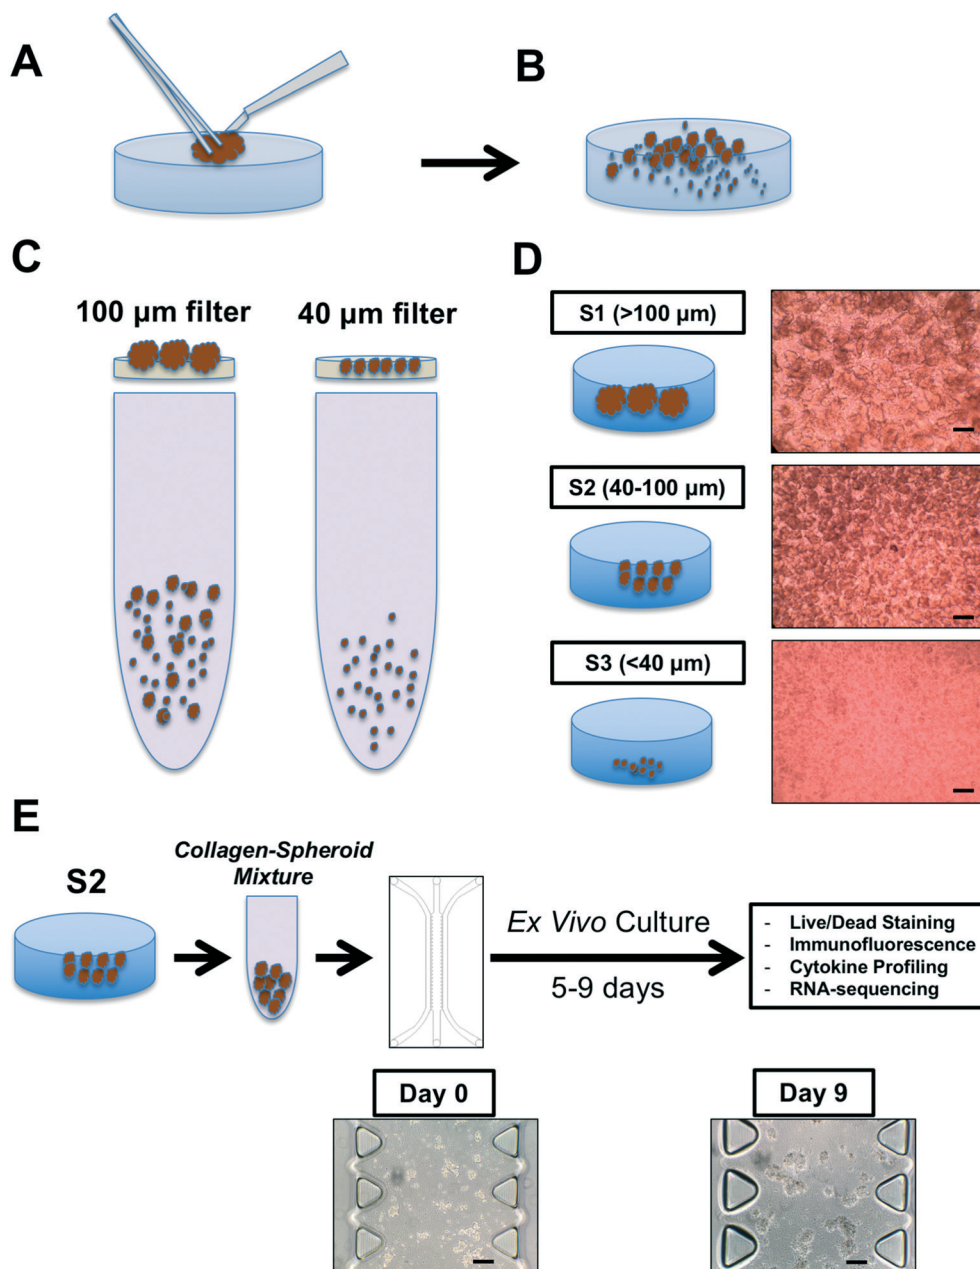 A
B
C
100 µm filter
40 µm filter
D
S1 (>100 µm)
S2 (40-100 µm)
S3 (<40 µm)
E
S2
Collagen-Spheroid
Mixture
Ex Vivo Culture
5-9 days
- Live/Dead Staining
- Immunofluorescence
- Cytokine Profiling
- RNA-sequencing
Day 0
Day 9